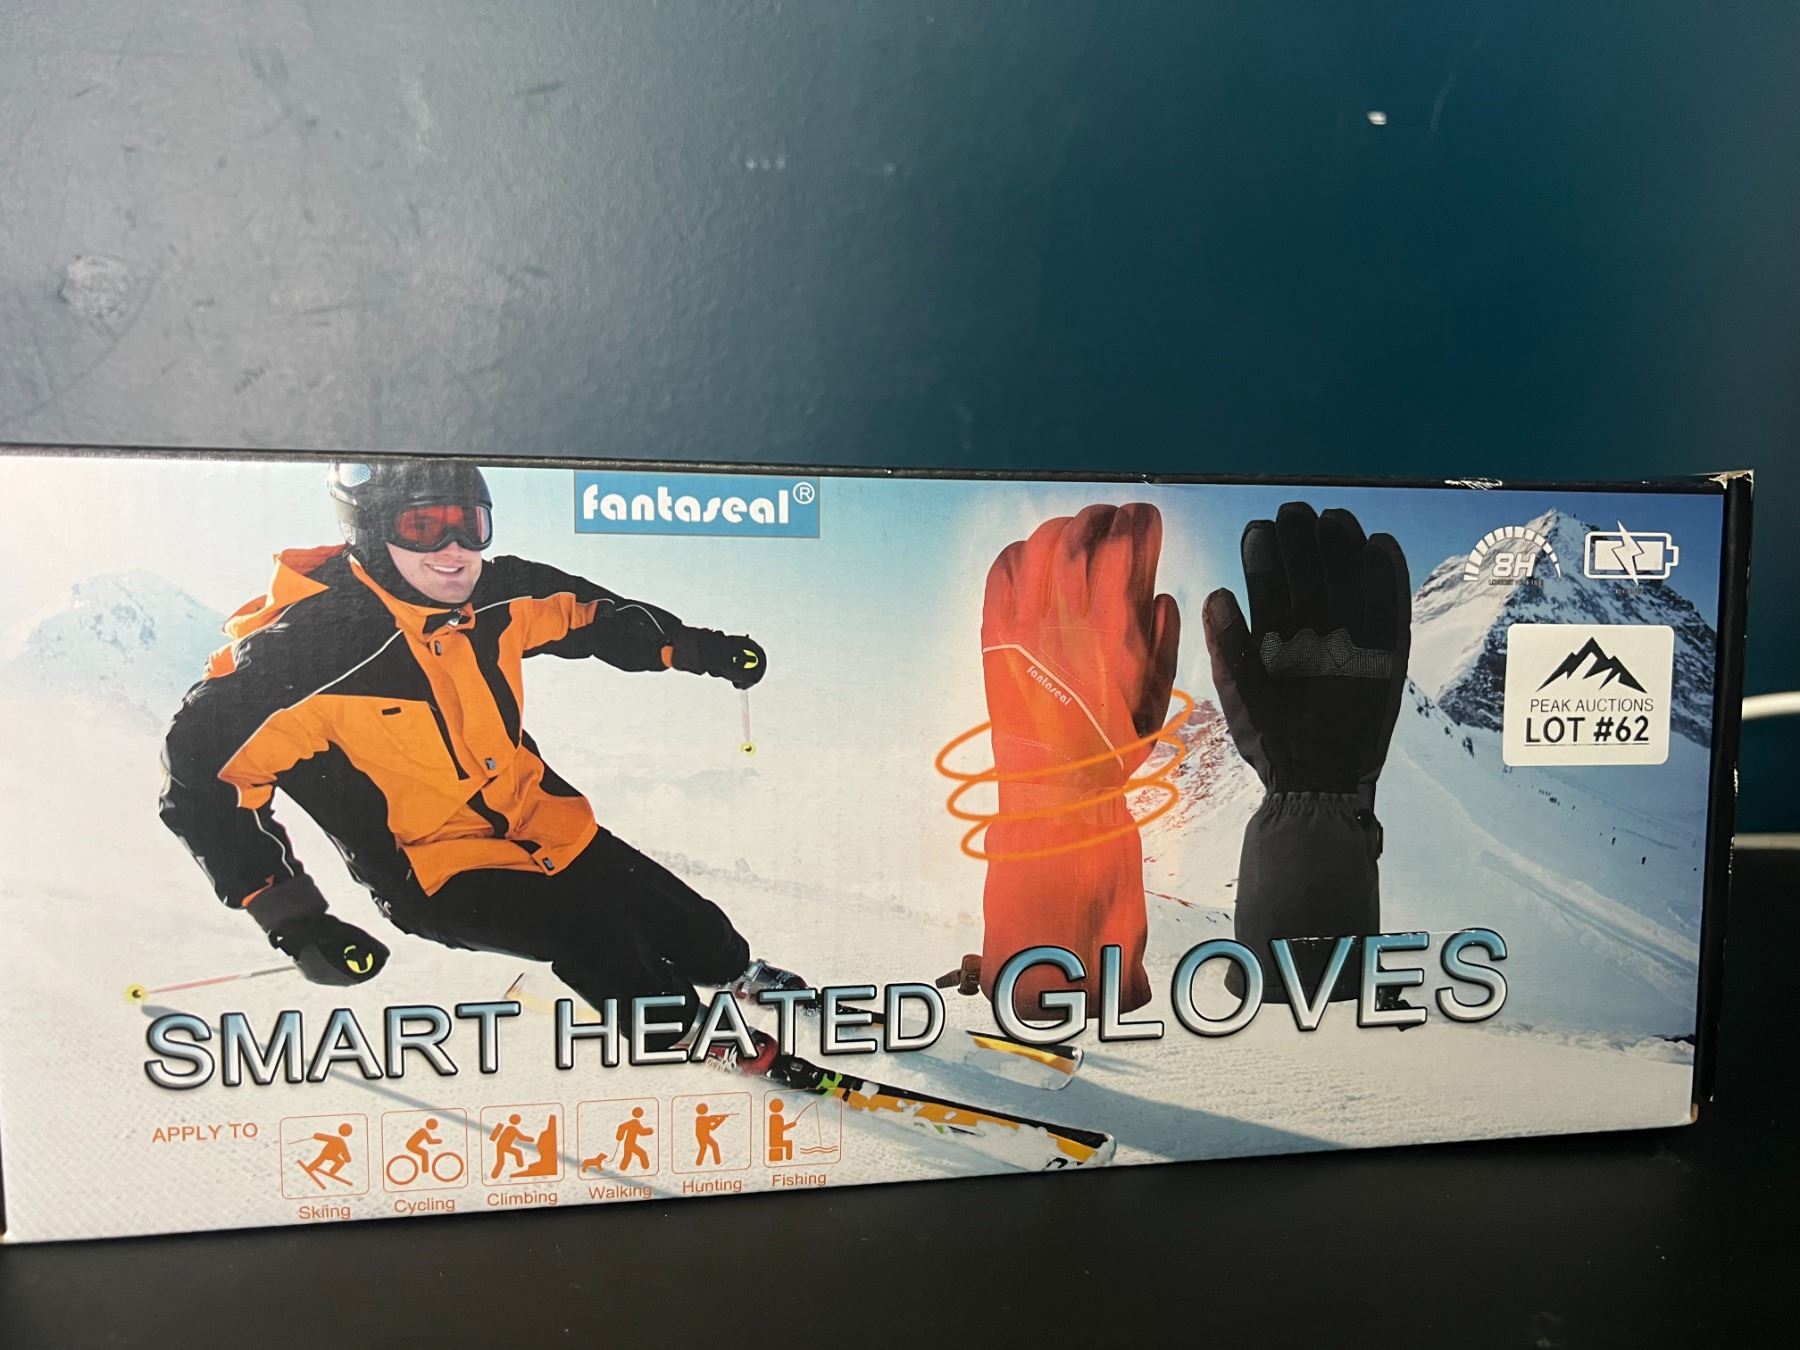 fantaseal®
fantaseal
8H
PEAK AUCTIONS
LOT #62
SMART HEATED GLOVES
APPLY TO
Skiing
Cycling
Climbing
Walking
Hunting
Fishing